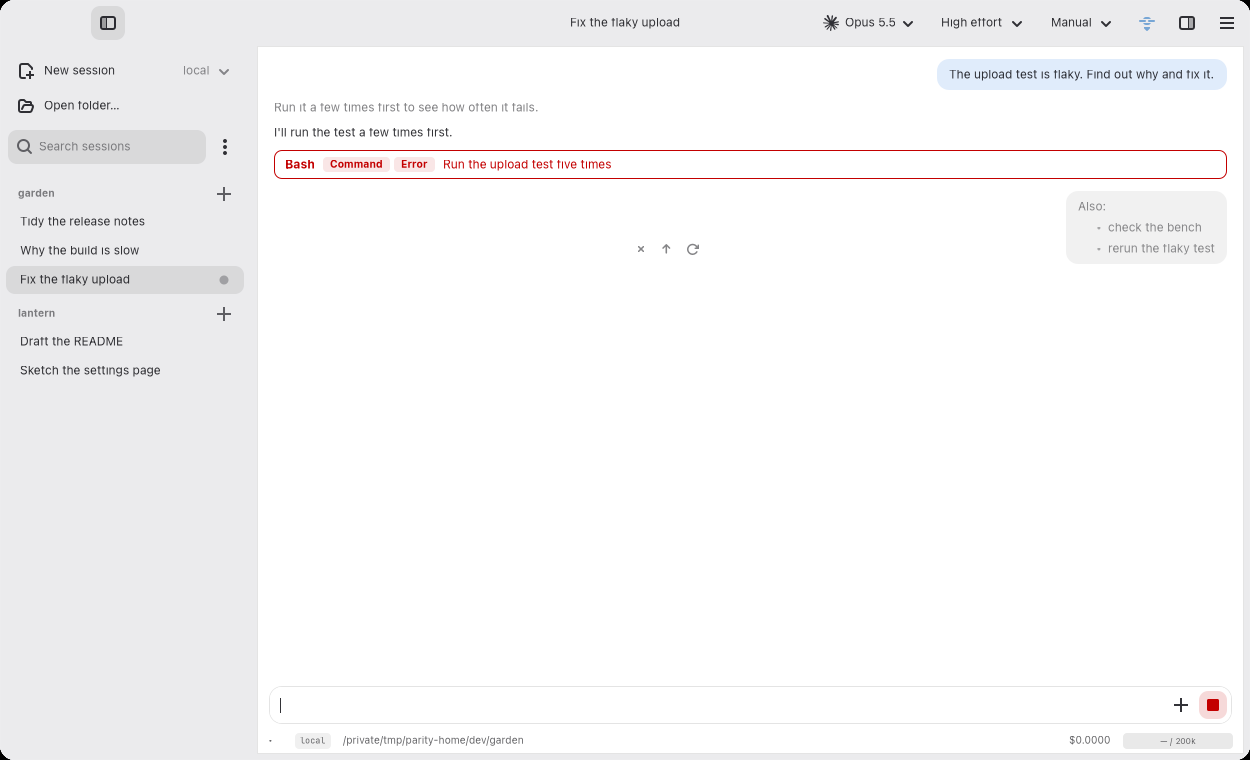 Fix the flaky upload
Opus 5.5
High effort
Manual
New session
local
Open folder...
Search sessions
garden
Tidy the release notes
Why the build is slow
Fix the flaky upload
lantern
Draft the README
Sketch the settings page
The upload test is flaky. Find out why and fix it.
Run it a few times first to see how often it fails.
I'll run the test a few times first.
Bash Command Error Run the upload test five times
Also:
• check the bench
• rerun the flaky test
local /private/tmp/parity-home/dev/garden
$0.0000
— / 200k